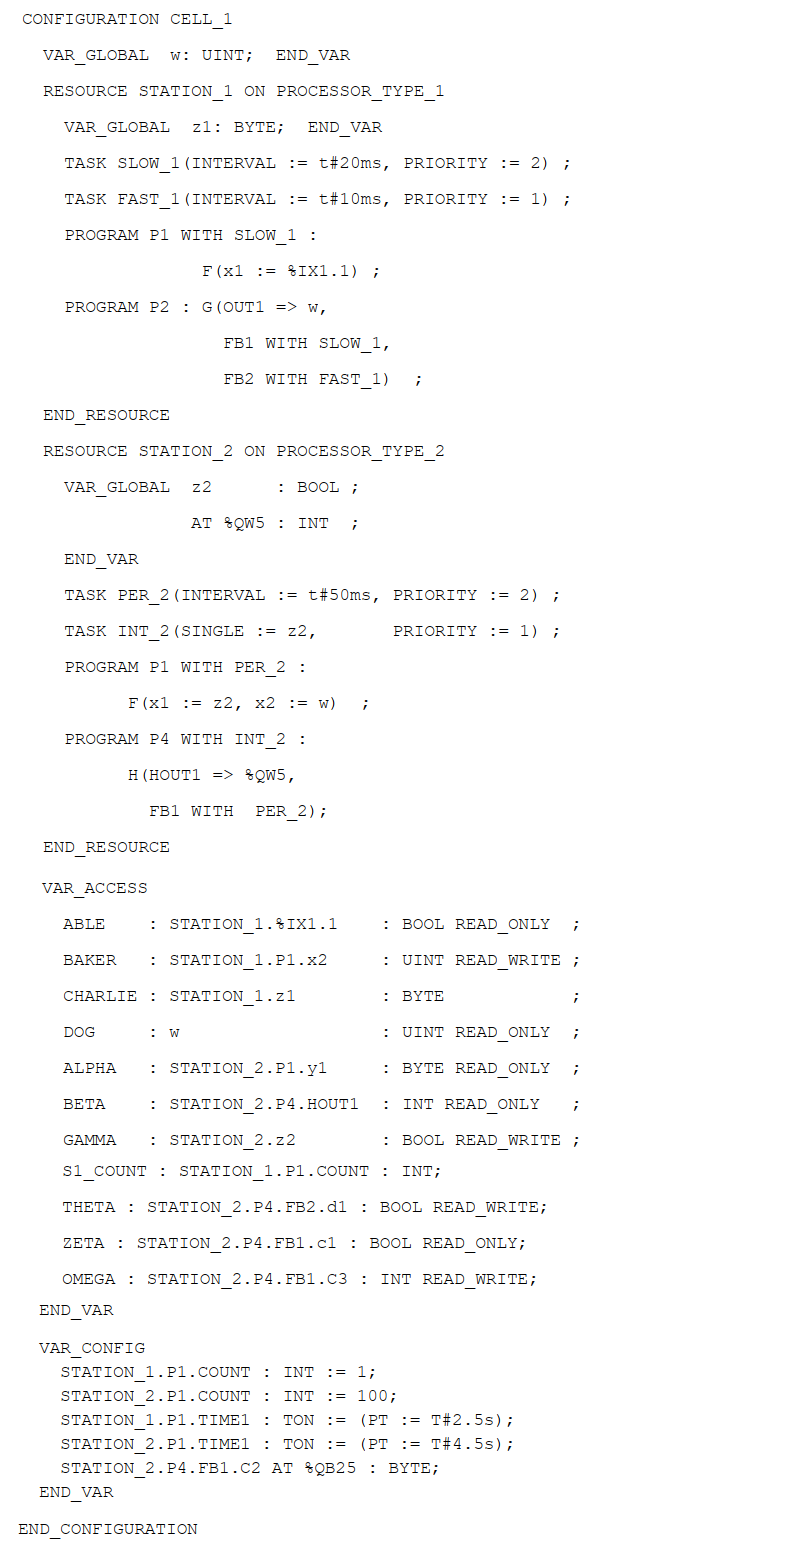 CONFIGURATION CELL_1
VAR_GLOBAL w: UINT; END_VAR
RESOURCE STATION_1 ON PROCESSOR_TYPE_1
VAR_GLOBAL z1: BYTE; END_VAR
TASK SLOW_1(INTERVAL := t#20ms, PRIORITY := 2) ;
TASK FAST_1(INTERVAL := t#10ms, PRIORITY := 1) ;
PROGRAM P1 WITH SLOW_1 :
F(x1 := %IX1.1) ;
PROGRAM P2 : G(OUT1 => w,
FB1 WITH SLOW_1,
FB2 WITH FAST_1) ;
END_RESOURCE
RESOURCE STATION_2 ON PROCESSOR_TYPE_2
VAR_GLOBAL z2 : BOOL ;
AT %QW5 : INT ;
END_VAR
TASK PER_2(INTERVAL := t#50ms, PRIORITY := 2) ;
TASK INT_2(SINGLE := z2, PRIORITY := 1) ;
PROGRAM P1 WITH PER_2 :
F(x1 := z2, x2 := w) ;
PROGRAM P4 WITH INT_2 :
H(HOUT1 => %QW5,
FB1 WITH PER_2);
END_RESOURCE
VAR_ACCESS
ABLE : STATION_1.%IX1.1 : BOOL READ_ONLY ;
BAKER : STATION_1.P1.x2 : UINT READ_WRITE ;
CHARLIE : STATION_1.z1 : BYTE ;
DOG : w : UINT READ_ONLY ;
ALPHA : STATION_2.P1.y1 : BYTE READ_ONLY ;
BETA : STATION_2.P4.HOUT1 : INT READ_ONLY ;
GAMMA : STATION_2.z2 : BOOL READ_WRITE ;
S1_COUNT : STATION_1.P1.COUNT : INT;
THETA : STATION_2.P4.FB2.d1 : BOOL READ_WRITE;
ZETA : STATION_2.P4.FB1.c1 : BOOL READ_ONLY;
OMEGA : STATION_2.P4.FB1.C3 : INT READ_WRITE;
END_VAR
VAR_CONFIG
STATION_1.P1.COUNT : INT := 1;
STATION_2.P1.COUNT : INT := 100;
STATION_1.P1.TIME1 : TON := (PT := T#2.5s);
STATION_2.P1.TIME1 : TON := (PT := T#4.5s);
STATION_2.P4.FB1.C2 AT %QB25 : BYTE;
END_VAR
END_CONFIGURATION